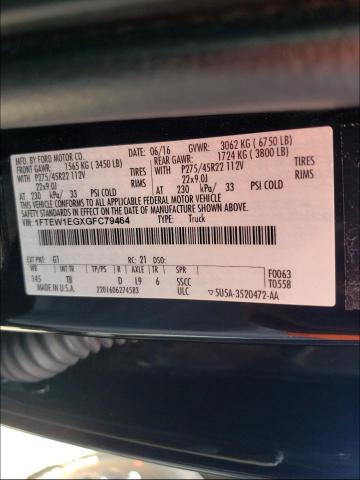 MFD. BY FORD MOTOR CO. 06/16 GVWR: 3062 KG ( 6750 LB)
FRONT GAWR: 1565 KG ( 3450 LB) REAR GAWR: 1724 KG ( 3800 LB)
WITH P275/45R22 112V TIRES WITH P275/45R22 112V TIRES
22x9.0J RIMS 22x9.0J RIMS
AT 230 kPa/ 33 PSI COLD AT 230 kPa/ 33 PSI COLD
THIS VEHICLE CONFORMS TO ALL APPLICABLE FEDERAL MOTOR VEHICLE
SAFETY AND THEFT PREVENTION STANDARDS IN EFFECT ON THE DATE OF
MANUFACTURE SHOWN ABOVE.
VIN: 1FTEW1EGXGFC79464 TYPE: Truck
EXT PNT: G1 RC: 21 DSO:
WB INT TR TP/PS R AXLE TR SPR F0063
145 TB D L9 6 SSCC T0558
MADE IN U.S.A. 2201606274583 ULC 5U5A-3520472-AA